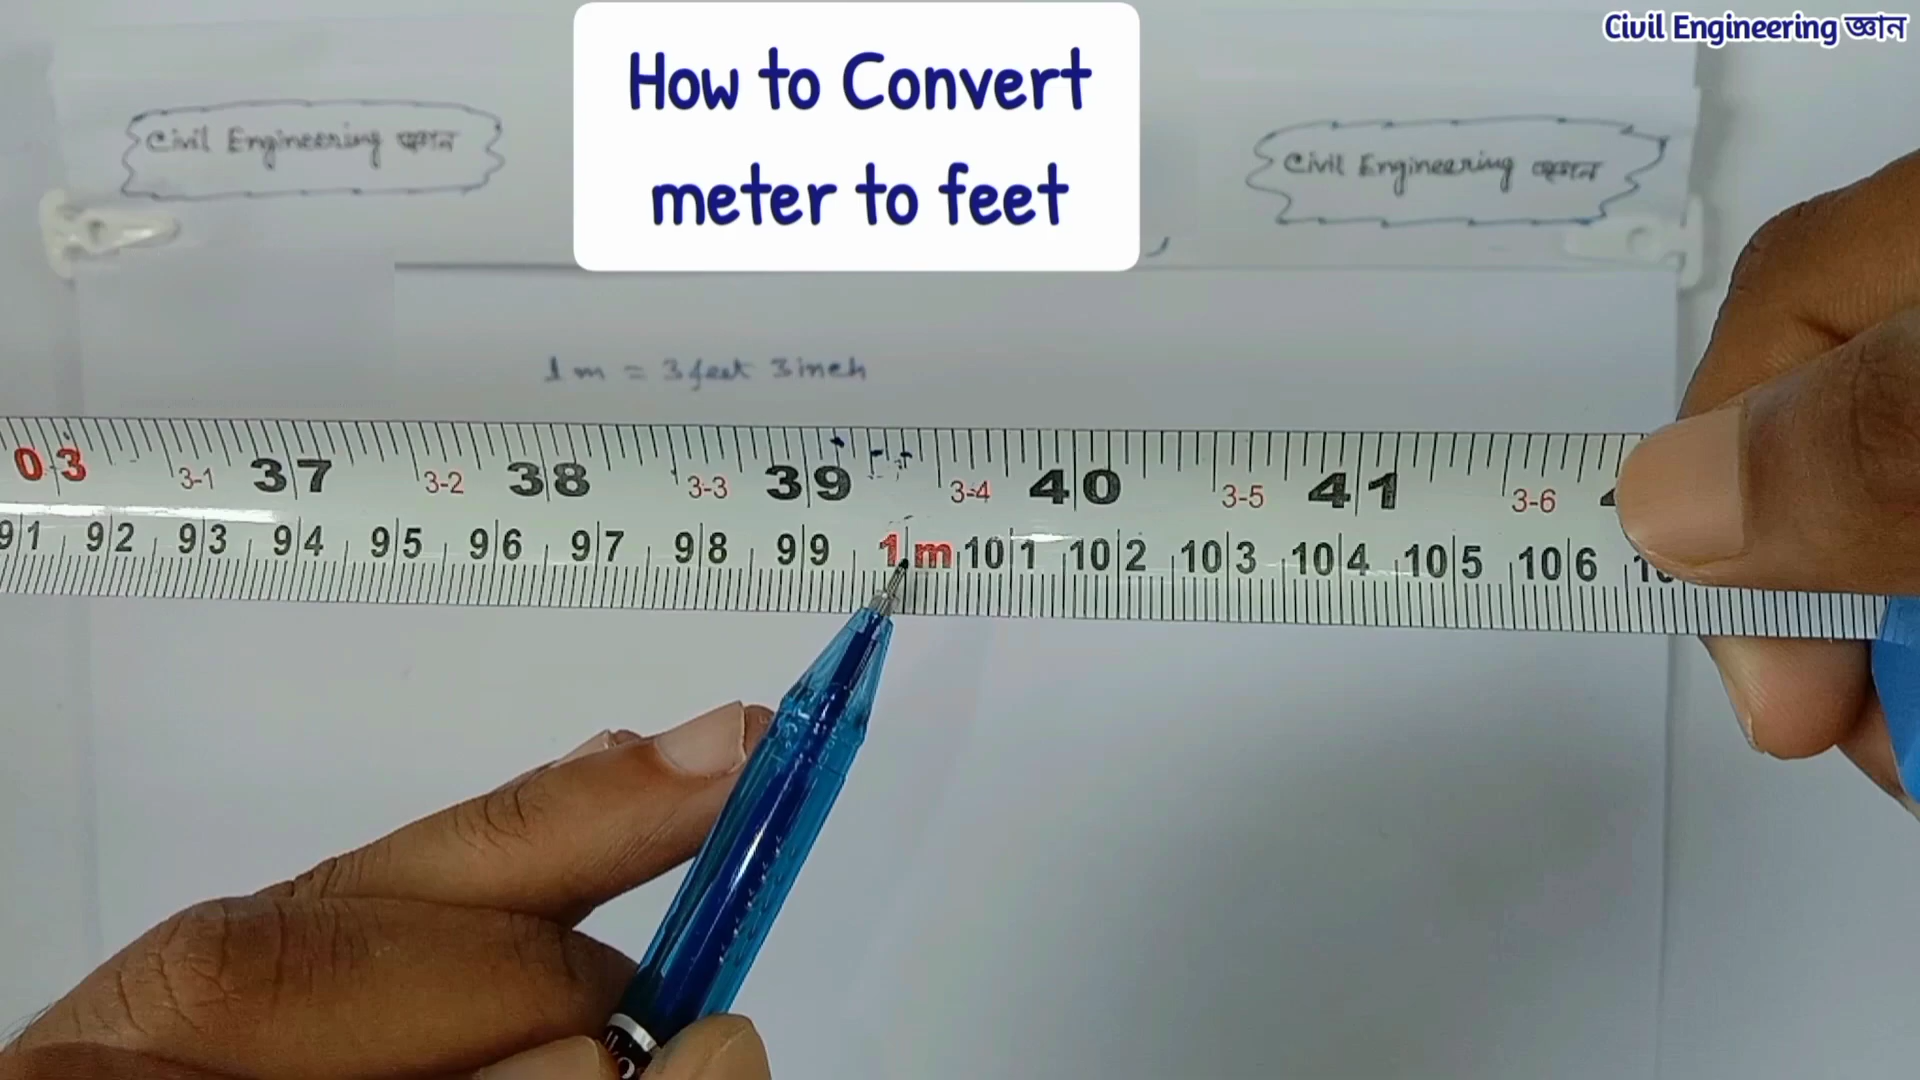 Civil Engineering জ্ঞান
How to Convert
meter to feet
Civil Engineering জ্ঞান
Civil Engineering জ্ঞান
1 m = 3 feet 3 inch
03 3-1 37 3-2 38 3-3 39 3-4 40 3-5 41 3-6
91 92 93 94 95 96 97 98 99 1m 101 102 103 104 105 106